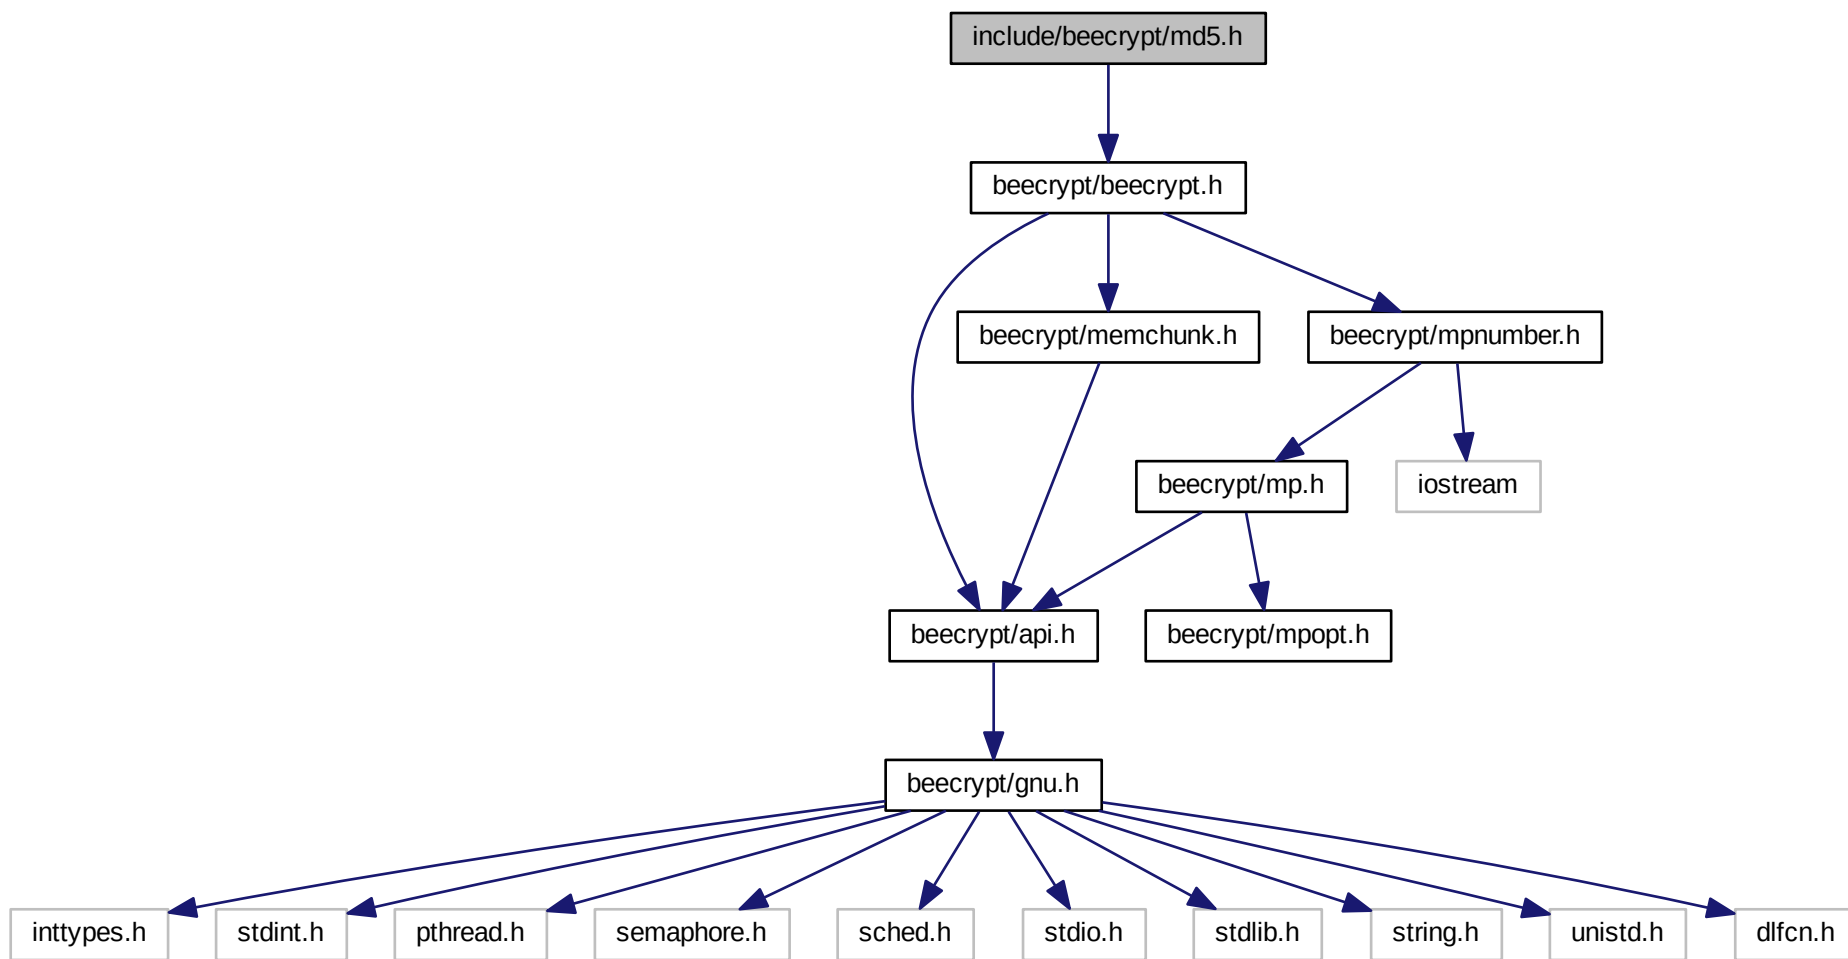 include/beecrypt/md5.h
beecrypt/beecrypt.h
beecrypt/memchunk.h
beecrypt/mpnumber.h
beecrypt/mp.h
iostream
beecrypt/api.h
beecrypt/mpopt.h
beecrypt/gnu.h
inttypes.h
stdint.h
pthread.h
semaphore.h
sched.h
stdio.h
stdlib.h
string.h
unistd.h
dlfcn.h